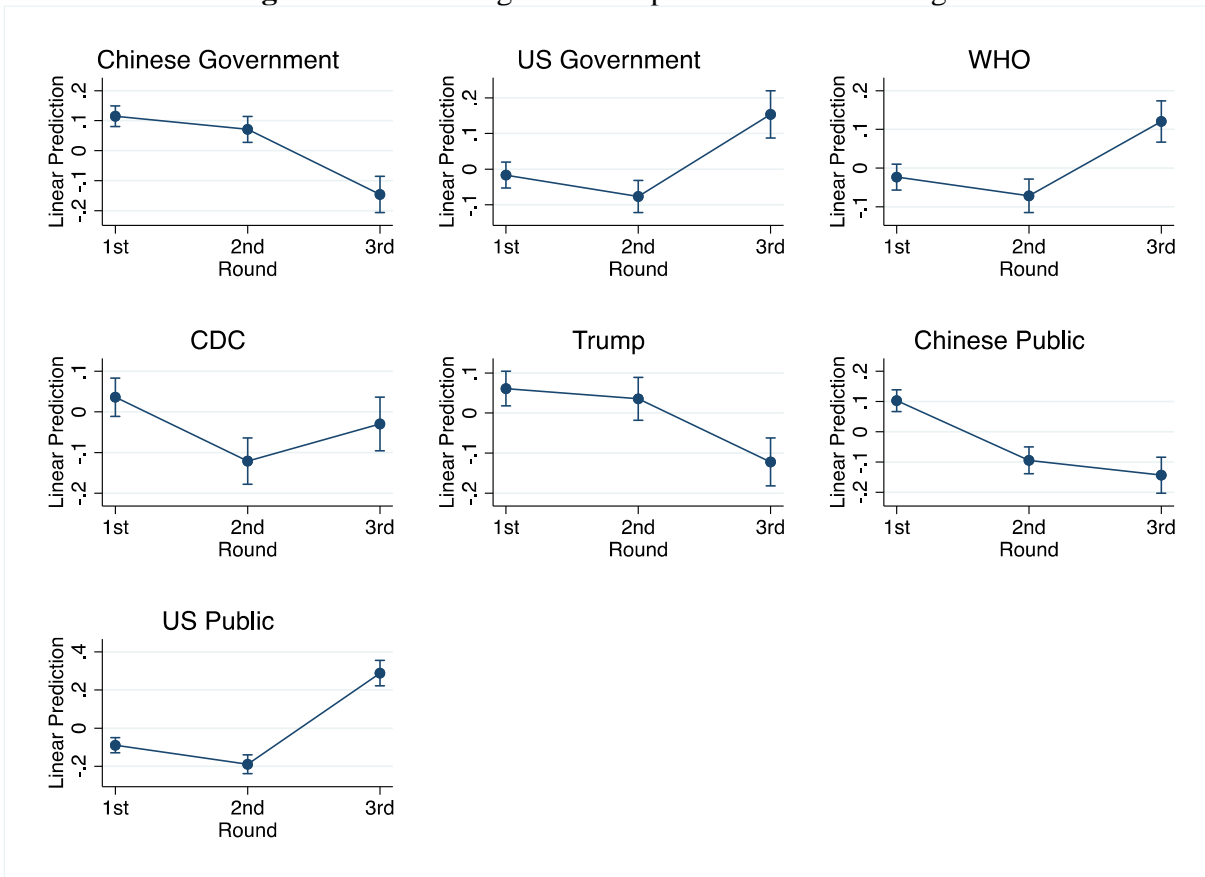 Chinese Government
Linear Prediction
.2
.1
0
-.1
-.2
1st 2nd 3rd
Round
US Government
Linear Prediction
.2
.1
0
-.1
1st 2nd 3rd
Round
WHO
Linear Prediction
.2
.1
0
-.1
1st 2nd 3rd
Round
CDC
Linear Prediction
.1
0
-.1
-.2
1st 2nd 3rd
Round
Trump
Linear Prediction
.1
0
-.1
-.2
1st 2nd 3rd
Round
Chinese Public
Linear Prediction
.2
.1
0
-.1
-.2
1st 2nd 3rd
Round
US Public
Linear Prediction
.4
.2
0
-.2
1st 2nd 3rd
Round